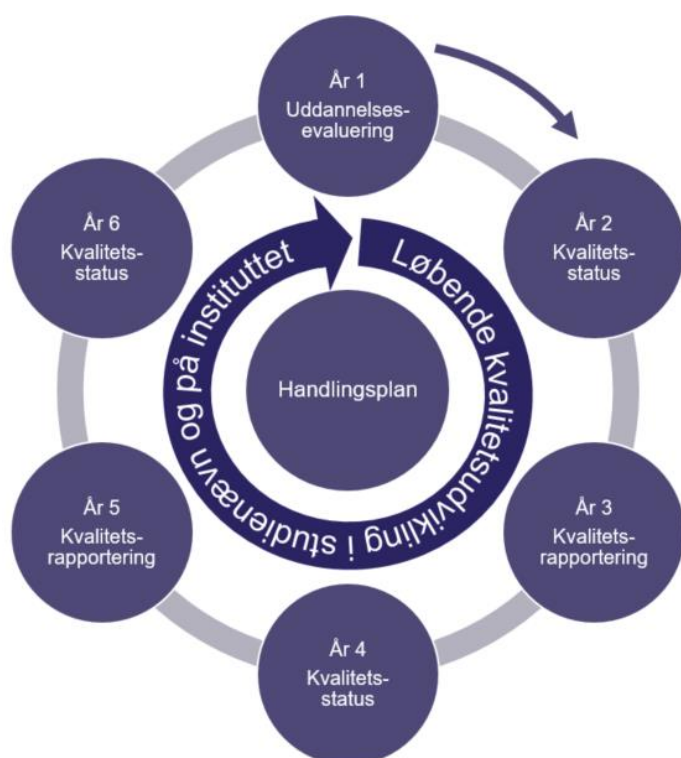 År 1
Uddannelses-
evaluering
År 2
Kvalitets-
status
År 3
Kvalitets-
rapportering
År 4
Kvalitets-
status
År 5
Kvalitets-
rapportering
År 6
Kvalitets-
status
Løbende kvalitetsudvikling i studienævn og på instituttet
Handlingsplan